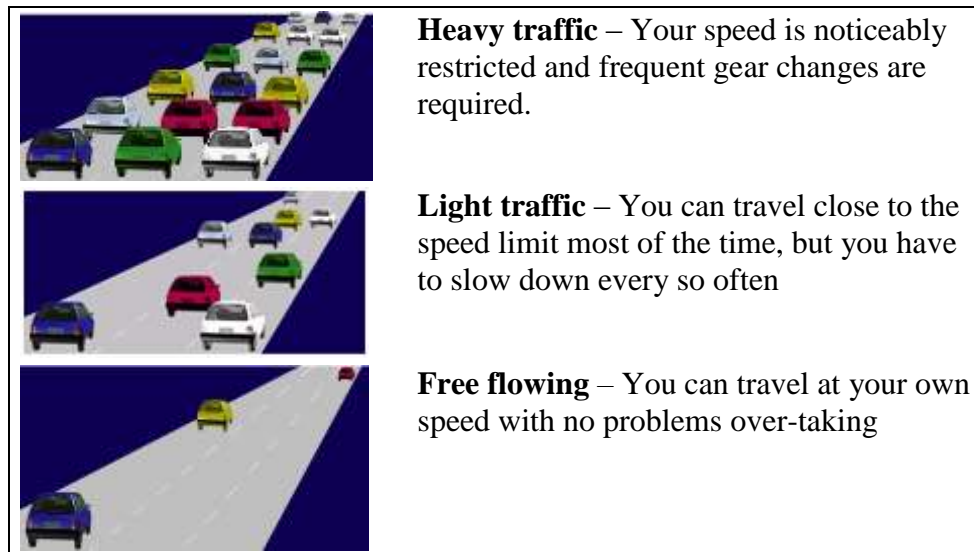 Heavy traffic – Your speed is noticeably
restricted and frequent gear changes are
required.
Light traffic – You can travel close to the
speed limit most of the time, but you have
to slow down every so often
Free flowing – You can travel at your own
speed with no problems over-taking